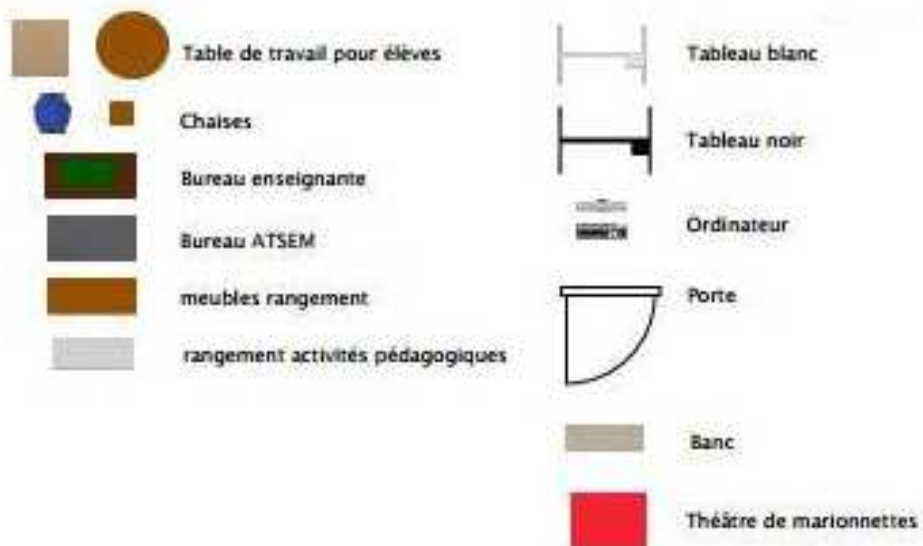 Table de travail pour élèves
Chaises
Bureau enseignante
Bureau ATSEM
meubles rangement
rangement activités pédagogiques
Tableau blanc
Tableau noir
Ordinateur
Porte
Banc
Théâtre de marionnettes